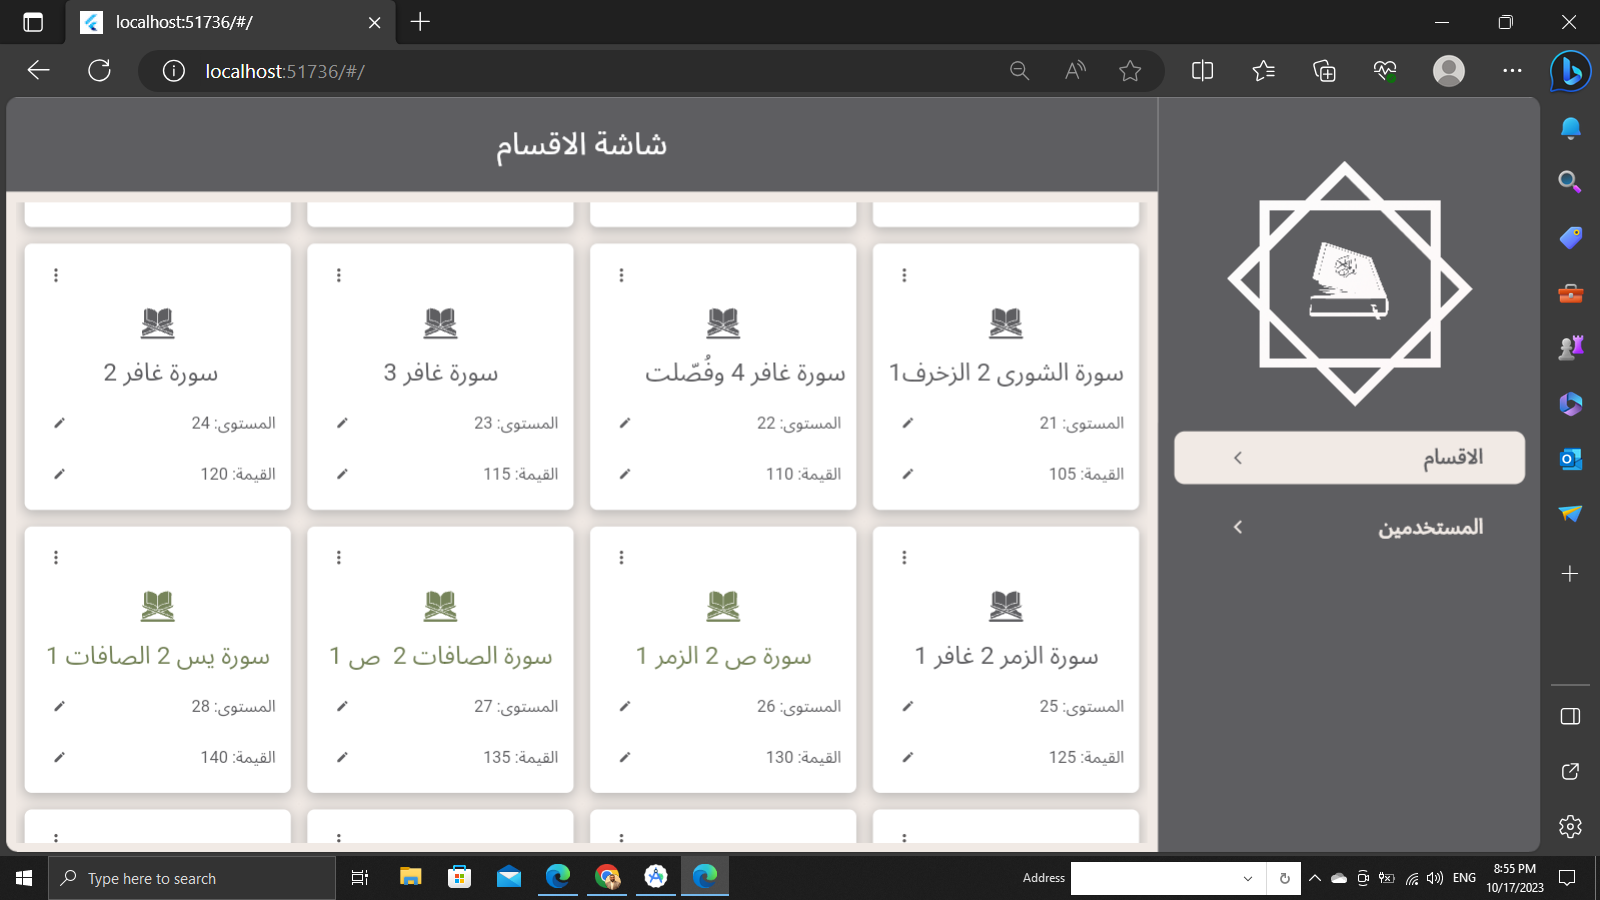 localhost:51736/#/
localhost:51736/#/
شاشة الاقسام
الاقسام
المستخدمين
سورة الشورى 2 الزخرف1
المستوى: 21
القيمة: 105
سورة غافر 4 وفُصّلت
المستوى: 22
القيمة: 110
سورة غافر 3
المستوى: 23
القيمة: 115
سورة غافر 2
المستوى: 24
القيمة: 120
سورة الزمر 2 غافر 1
المستوى: 25
القيمة: 125
سورة ص 2 الزمر 1
المستوى: 26
القيمة: 130
سورة الصافات 2  ص 1
المستوى: 27
القيمة: 135
سورة يس 2 الصافات 1
المستوى: 28
القيمة: 140
Type here to search
Address
ENG
8:55 PM
10/17/2023